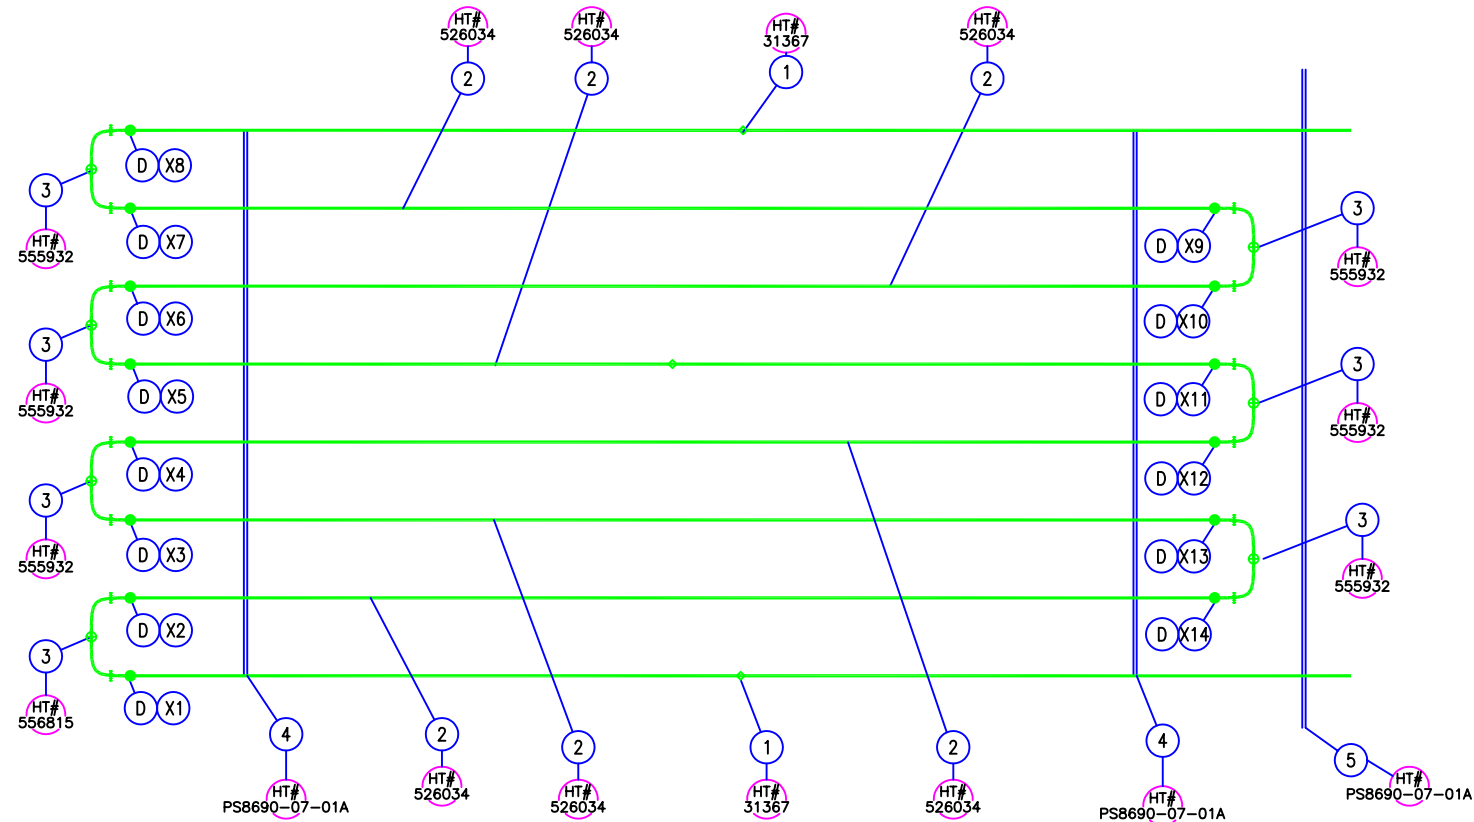 HT#
526034
2
HT#
526034
2
HT#
31367
1
HT#
526034
2
D X8
3
HT#
555932
D X7
D X9
3
HT#
555932
D X6
D X10
3
HT#
555932
D X5
D X11
3
HT#
555932
D X4
D X12
3
HT#
555932
D X3
D X13
3
HT#
555932
D X2
D X14
3
HT#
556815
D X1
4
HT#
PS8690-07-01A
2
HT#
526034
2
HT#
526034
1
HT#
31367
2
HT#
526034
4
HT#
PS8690-07-01A
5
HT#
PS8690-07-01A